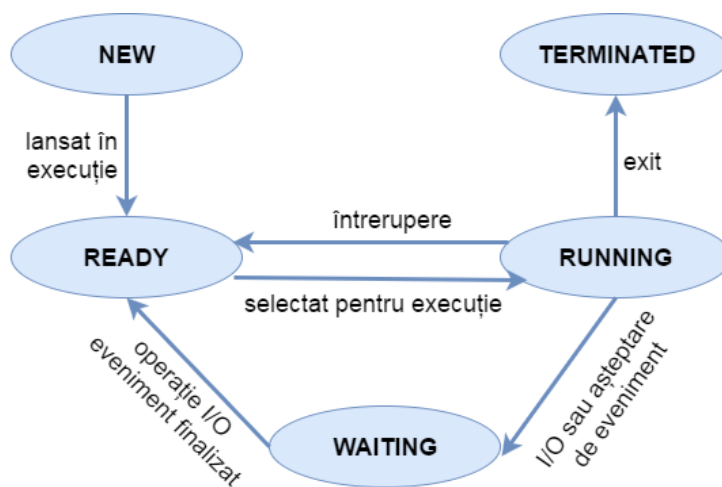 NEW
TERMINATED
lansat în
execuție
exit
întrerupere
READY
RUNNING
selectat pentru execuție
operație I/O
eveniment finalizat
I/O sau așteptare
de eveniment
WAITING